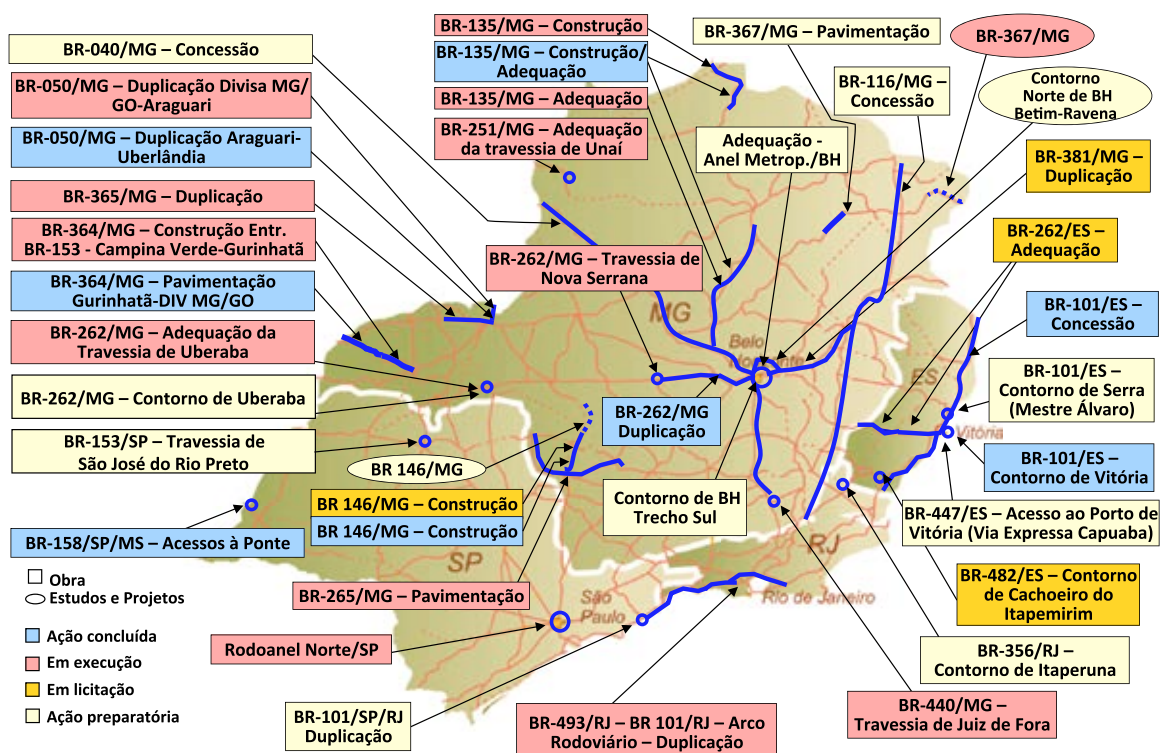 BR-040/MG – Concessão
BR-050/MG – Duplicação Divisa MG/
GO-Araguari
BR-050/MG – Duplicação Araguari-
Uberlândia
BR-365/MG – Duplicação
BR-364/MG – Construção Entr.
BR-153 - Campina Verde-Gurinhatã
BR-364/MG – Pavimentação
Gurinhatã-DIV MG/GO
BR-262/MG – Adequação da
Travessia de Uberaba
BR-262/MG – Contorno de Uberaba
BR-153/SP – Travessia de
São José do Rio Preto
BR-158/SP/MS – Acessos à Ponte
BR-135/MG – Construção
BR-135/MG – Construção/
Adequação
BR-135/MG – Adequação
BR-251/MG – Adequação
da travessia de Unaí
BR-262/MG – Travessia de
Nova Serrana
BR-367/MG – Pavimentação
Adequação -
Anel Metrop./BH
BR-116/MG –
Concessão
BR-367/MG
Contorno
Norte de BH
Betim-Ravena
BR-381/MG –
Duplicação
BR-262/ES –
Adequação
BR-101/ES –
Concessão
BR-101/ES –
Contorno de Serra
(Mestre Álvaro)
BR-101/ES –
Contorno de Vitória
BR-447/ES – Acesso ao Porto de
Vitória (Via Expressa Capuaba)
BR-482/ES – Contorno
de Cachoeiro do
Itapemirim
BR-356/RJ –
Contorno de Itaperuna
BR-440/MG –
Travessia de Juiz de Fora
BR-262/MG
Duplicação
BR 146/MG
BR 146/MG – Construção
BR 146/MG – Construção
Contorno de BH
Trecho Sul
BR-265/MG – Pavimentação
Rodoanel Norte/SP
BR-101/SP/RJ
Duplicação
BR-493/RJ – BR 101/RJ – Arco
Rodoviário – Duplicação
MG
Belo
Horizonte
ES
Vitória
SP
São
Paulo
RJ
Rio de Janeiro
Obra
Estudos e Projetos
Ação concluída
Em execução
Em licitação
Ação preparatória